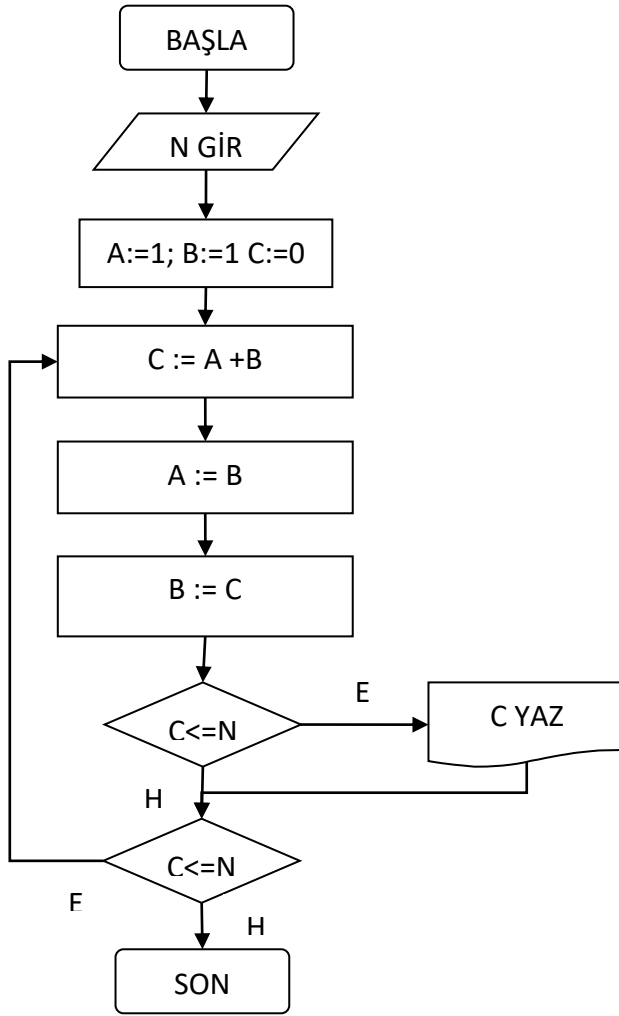 BAŞLA
N GİR
A:=1; B:=1 C:=0
C := A +B
A := B
B := C
E
C<=N
C YAZ
H
C<=N
E
H
SON